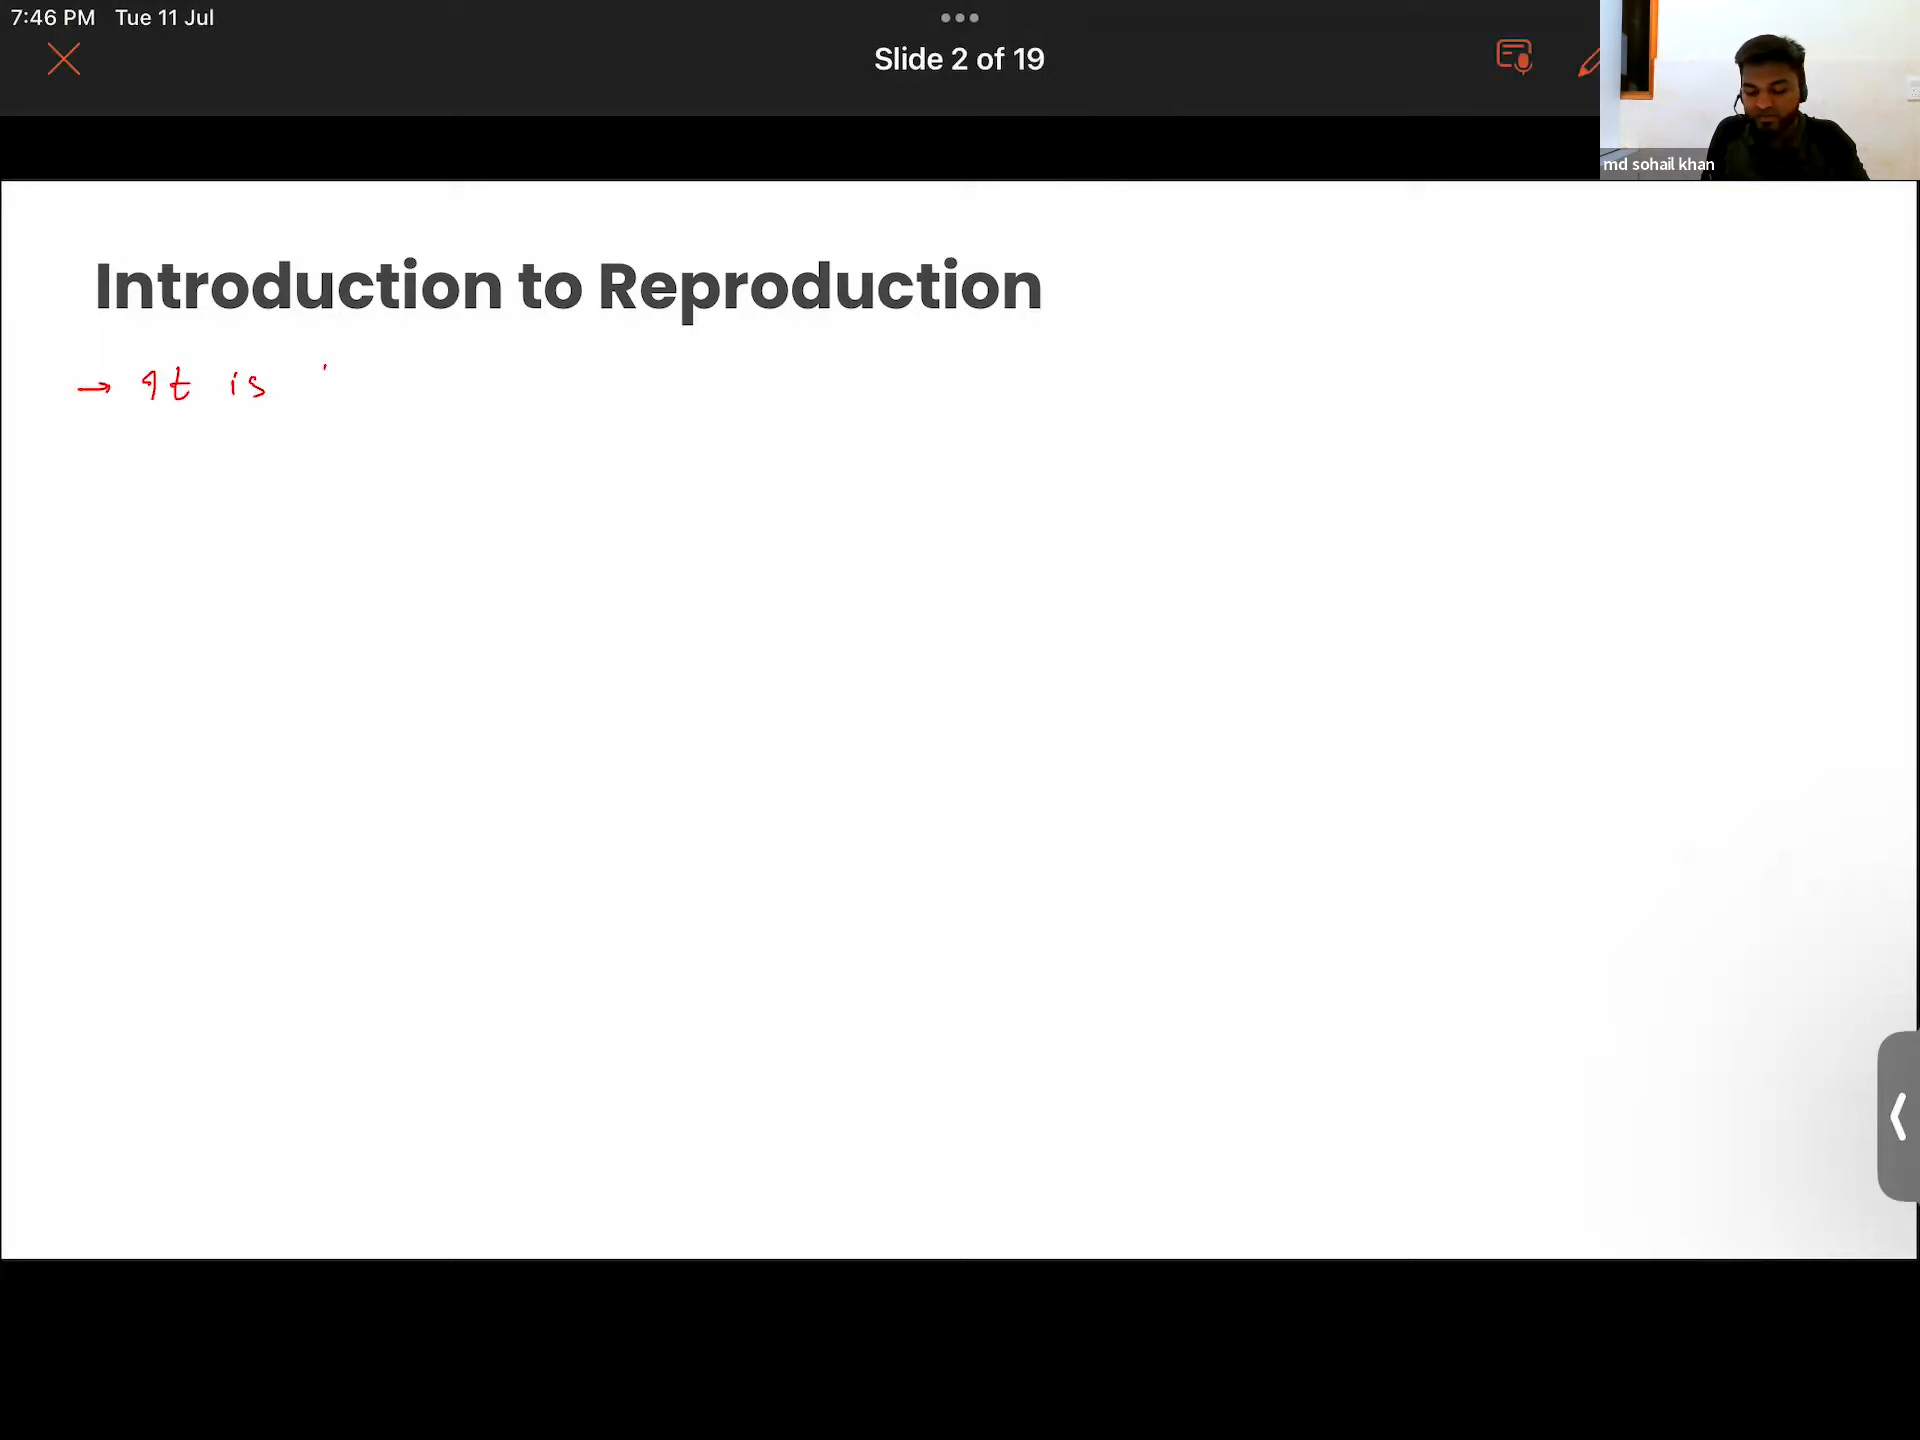 7:46 PM Tue 11 Jul
Slide 2 of 19
md sohail khan
Introduction to Reproduction
→ It is